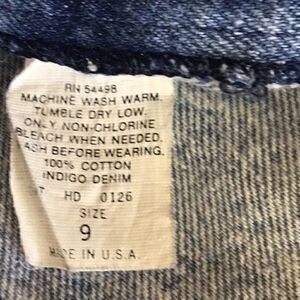 RN 54498
MACHINE WASH WARM.
TUMBLE DRY LOW.
ONLY NON-CHLORINE
BLEACH WHEN NEEDED.
ASH BEFORE WEARING.
100% COTTON
INDIGO DENIM
T HD 0126
SIZE
9
MADE IN U.S.A.